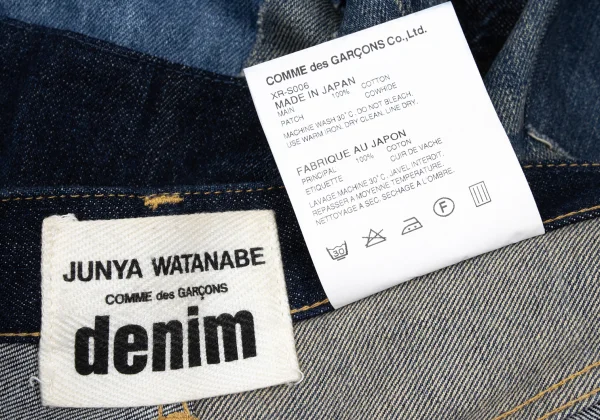 COMME des GARÇONS Co., Ltd.
XR-S006
MADE IN JAPAN
MAIN 100% COTTON
PATCH COWHIDE
MACHINE WASH 30°C. DO NOT BLEACH.
USE WARM IRON. DRY CLEAN. LINE DRY.
FABRIQUE AU JAPON
PRINCIPAL 100% COTON
ETIQUETTE CUIR DE VACHE
LAVAGE MACHINE 30°C. JAVEL INTERDIT.
REPASSER A MOYENNE TEMPERATURE.
NETTOYAGE A SEC. SECHAGE A L'OMBRE.
30 F
JUNYA WATANABE
COMME des GARÇONS
denim